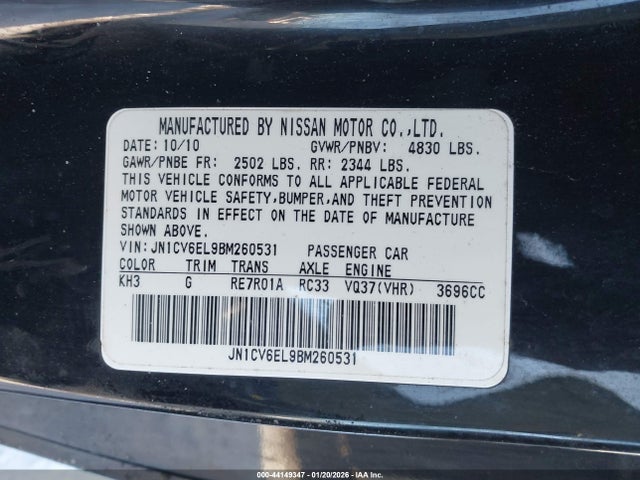 MANUFACTURED BY NISSAN MOTOR CO.,LTD.
DATE: 10/10 GVWR/PNBV: 4830 LBS.
GAWR/PNBE FR: 2502 LBS. RR: 2344 LBS.
THIS VEHICLE CONFORMS TO ALL APPLICABLE FEDERAL
MOTOR VEHICLE SAFETY,BUMPER,AND THEFT PREVENTION
STANDARDS IN EFFECT ON THE DATE OF MANUFACTURE
SHOWN ABOVE.
VIN: JN1CV6EL9BM260531 PASSENGER CAR
COLOR TRIM TRANS AXLE ENGINE
KH3 G RE7R01A RC33 VQ37(VHR) 3696CC
JN1CV6EL9BM260531
000-44149347 - 01/20/2026 - IAA, Inc.